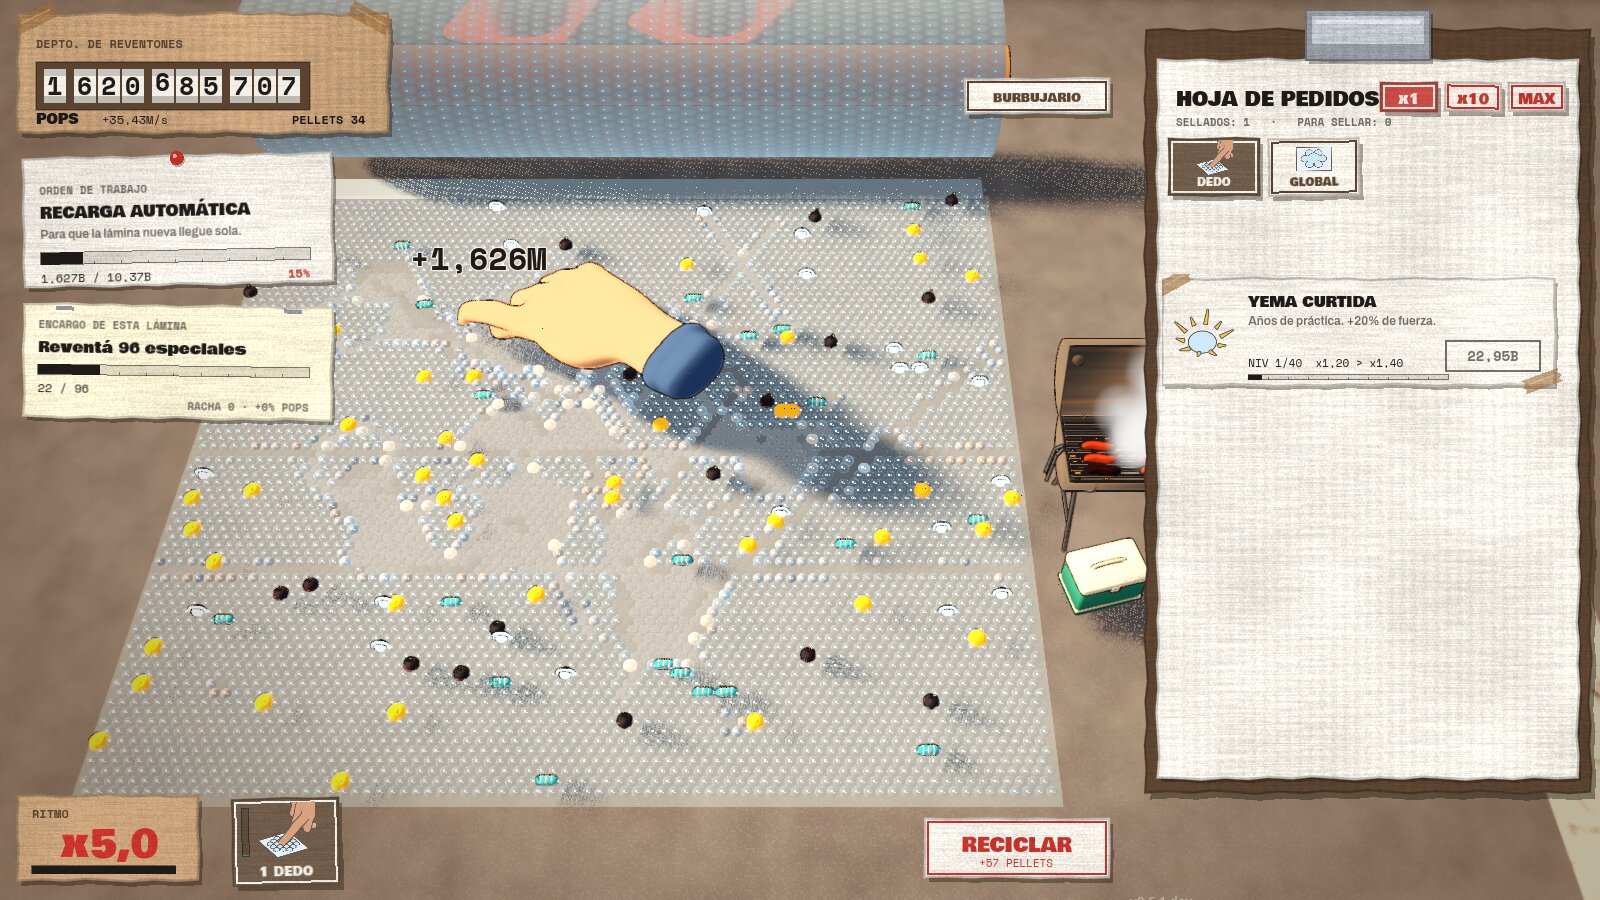 DEPTO. DE REVENTONES
1 620 685 707
POPS +35,43M/s PELLETS 34
ORDEN DE TRABAJO
RECARGA AUTOMÁTICA
Para que la lámina nueva llegue sola.
1,627B / 10,37B 15%
ENCARGO DE ESTA LÁMINA
Reventá 96 especiales
22 / 96
RACHA 0 · +0% POPS
+1,626M
BURBUJARIO
HOJA DE PEDIDOS x1 x10 MAX
SELLADOS: 1 · PARA SELLAR: 0
DEDO GLOBAL
YEMA CURTIDA
Años de práctica. +20% de fuerza.
NIV 1/40 x1,20 > x1,40 22,95B
RITMO
x5,0
1 DEDO
RECICLAR
+57 PELLETS